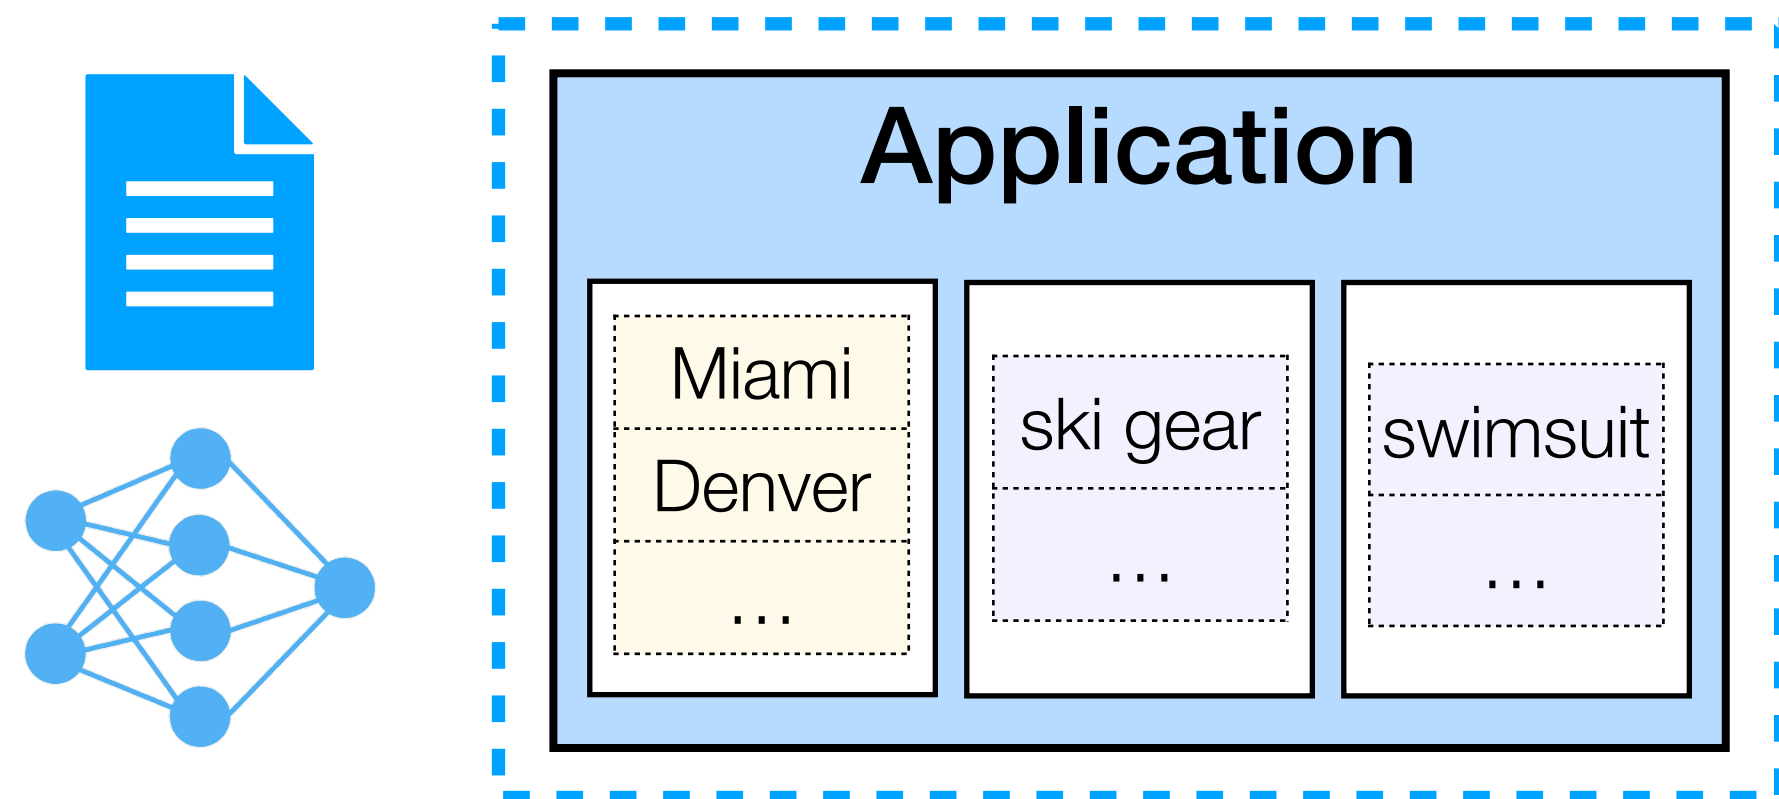 Application
Miami
Denver
...
ski gear
...
swimsuit
...